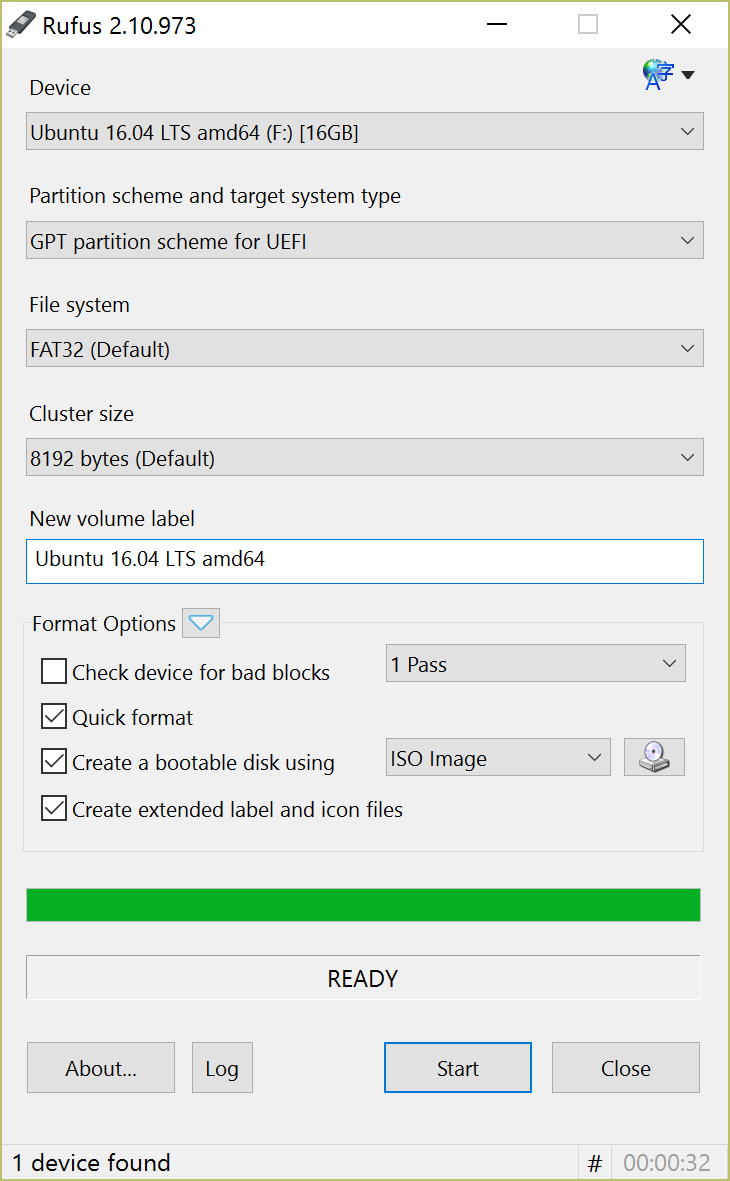 Rufus 2.10.973
Device
Ubuntu 16.04 LTS amd64 (F:) [16GB]
Partition scheme and target system type
GPT partition scheme for UEFI
File system
FAT32 (Default)
Cluster size
8192 bytes (Default)
New volume label
Ubuntu 16.04 LTS amd64
Format Options
Check device for bad blocks 1 Pass
Quick format
Create a bootable disk using ISO Image
Create extended label and icon files
READY
About... Log Start Close
1 device found # 00:00:32